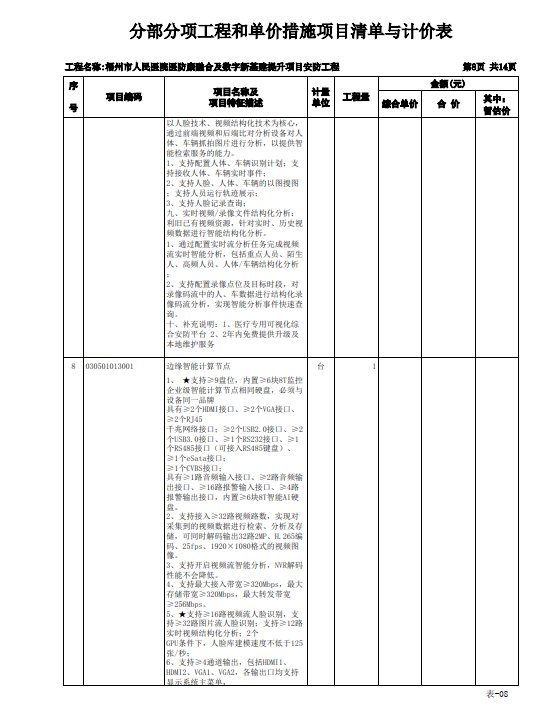 分部分项工程和单价措施项目清单与计价表
工程名称:梧州市人民医院医防康融合及数字新基建提升项目安防工程 第8页 共14页
序号 项目编码 项目名称及项目特征描述 计量单位 工程量 金额(元)
综合单价 合价 其中:暂估价
以人脸技术、视频结构化技术为核心，
通过前端视频和后端比对分析设备对人
体、车辆抓拍图片进行分析，以提供智
能检索服务的能力。
1、支持配置人体、车辆识别计划；支
持接收人体、车辆实时事件；
2、支持人脸、人体、车辆的以图搜图
；支持人员运行轨迹展示；
3、支持人脸记录查询；
九、实时视频/录像文件结构化分析：
利旧已有视频资源，针对实时、历史视
频数据进行智能结构化分析。
1、通过配置实时流分析任务完成视频
流实时智能分析，包括重点人员、陌生
人、高频人员、人体/车辆结构化分析
；
2、支持配置录像点位及目标时段，对
录像码流中的人、车数据进行结构化录
像码流分析，实现智能分析事件快速查
询。
十、补充说明：1、医疗专用可视化综
合安防平台 2、2年内免费提供升级及
本地维护服务
8 030501013001 边缘智能计算节点 台 1
1、 ★支持≥9盘位，内置≥6块8T监控
企业级智能计算节点相同硬盘，必须与
设备同一品牌
具有≥2个HDMI接口、≥2个VGA接口、
≥2个RJ45
千兆网络接口；≥2个USB2.0接口、≥2
个USB3.0接口、≥1个RS232接口、≥1
个RS485接口（可接入RS485键盘）、
≥1个eSata接口；
≥1个CVBS接口；
具有≥1路音频输入接口、≥2路音频输
出接口、≥16路报警输入接口、≥4路
报警输出接口，内置≥6块8T智能AI硬
盘。
2、支持接入≥32路视频路数，实现对
采集到的视频数据进行检索、分析及存
储，可同时解码输出32路2MP、H.265编
码、25fps、1920×1080格式的视频图
像。
3、支持开启视频流智能分析，NVR解码
性能不会降低。
4、支持最大接入带宽≥320Mbps，最大
存储带宽≥320Mbps，最大转发带宽
≥256Mbps。
5、★支持≥16路视频流人脸识别，支
持≥32路图片流人脸识别；支持≥12路
实时视频结构化分析；2个
GPU条件下，人脸库建模速度不低于125
张/秒；
6、支持≥4通道输出，包括HDMI1、
HDMI2、VGA1、VGA2，各输出口均支持
显示系统主菜单，
表-08